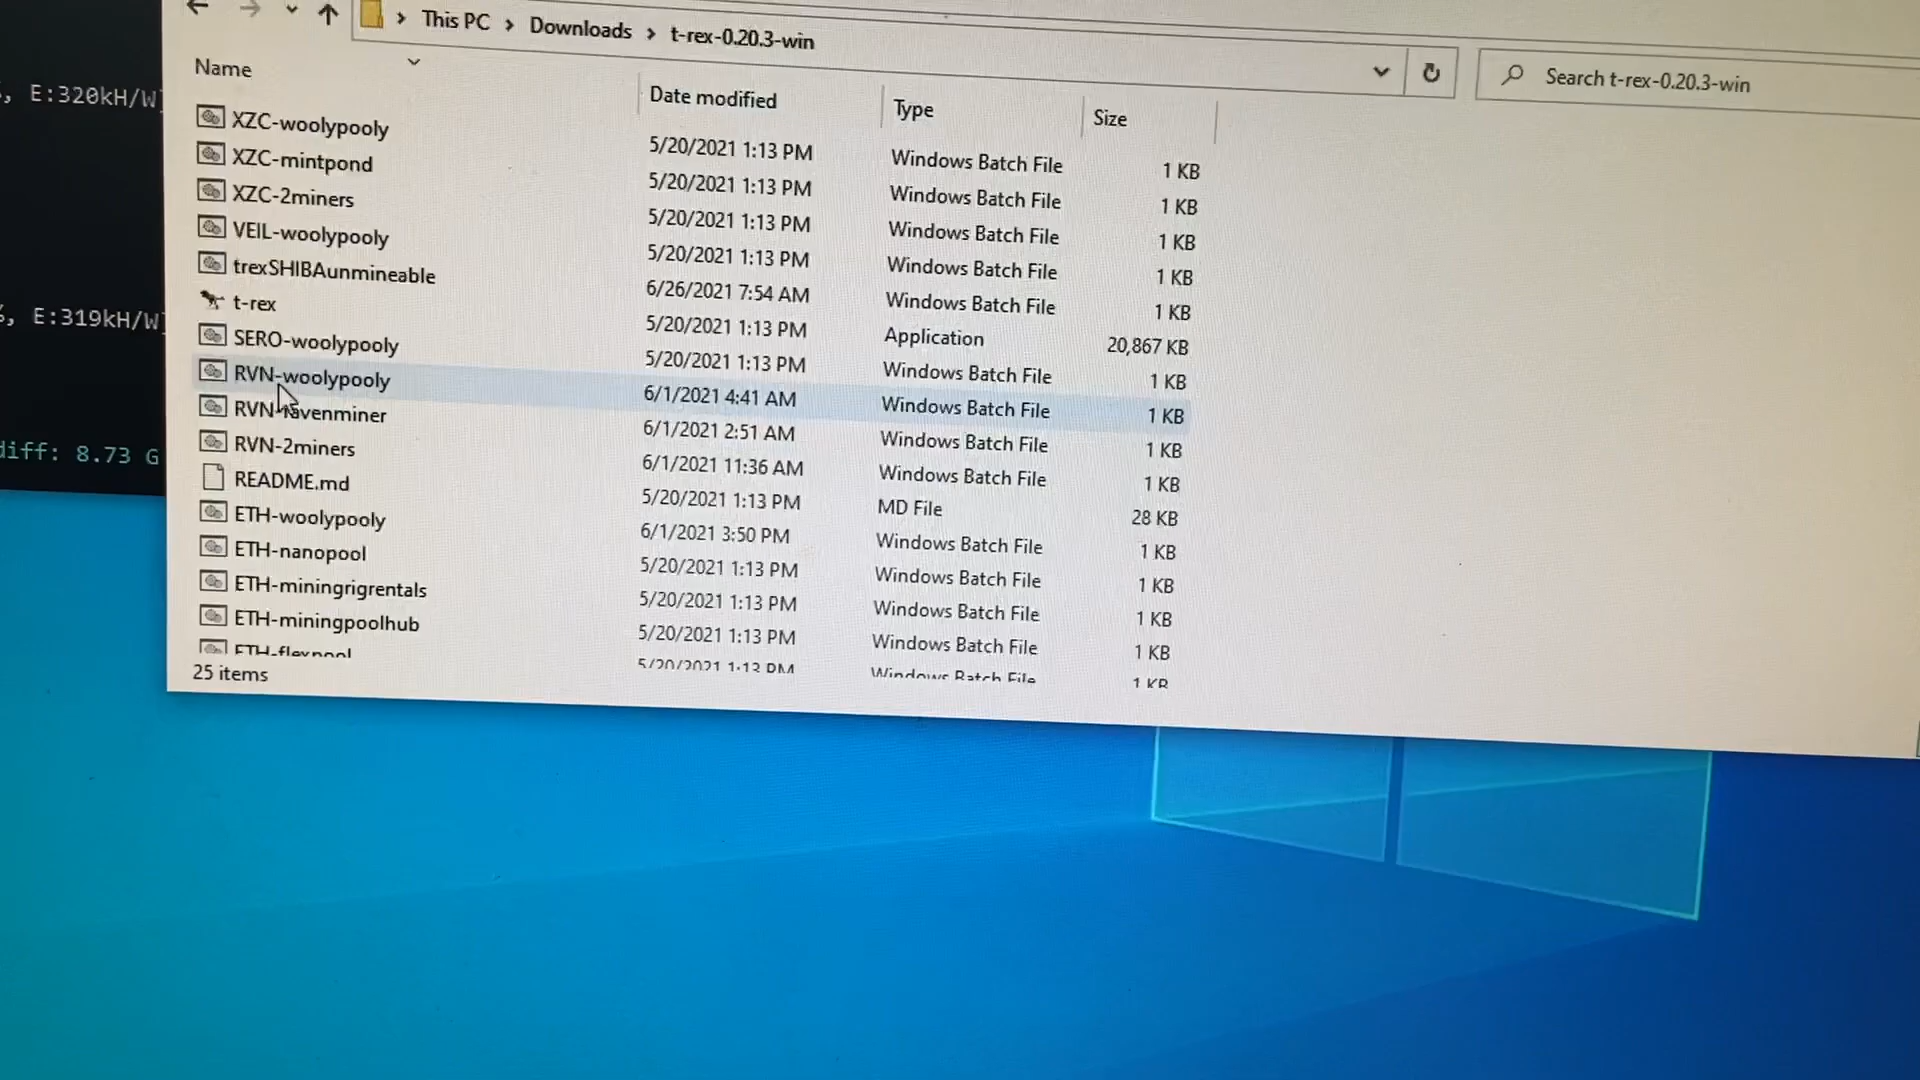 This PC > Downloads > t-rex-0.20.3-win
Search t-rex-0.20.3-win
Name Date modified Type Size
XZC-woolypooly 5/20/2021 1:13 PM Windows Batch File 1 KB
XZC-mintpond 5/20/2021 1:13 PM Windows Batch File 1 KB
XZC-2miners 5/20/2021 1:13 PM Windows Batch File 1 KB
VEIL-woolypooly 5/20/2021 1:13 PM Windows Batch File 1 KB
trexSHIBAunmineable 6/26/2021 7:54 AM Windows Batch File 1 KB
t-rex 5/20/2021 1:13 PM Application 20,867 KB
SERO-woolypooly 5/20/2021 1:13 PM Windows Batch File 1 KB
RVN-woolypooly 6/1/2021 4:41 AM Windows Batch File 1 KB
RVN-ravenminer 6/1/2021 2:51 AM Windows Batch File 1 KB
RVN-2miners 6/1/2021 11:36 AM Windows Batch File 1 KB
README.md 5/20/2021 1:13 PM MD File 28 KB
ETH-woolypooly 6/1/2021 3:50 PM Windows Batch File 1 KB
ETH-nanopool 5/20/2021 1:13 PM Windows Batch File 1 KB
ETH-miningrigrentals 5/20/2021 1:13 PM Windows Batch File 1 KB
ETH-miningpoolhub 5/20/2021 1:13 PM Windows Batch File 1 KB
ETH-flexpool 5/20/2021 1:13 PM Windows Batch File 1 KB
25 items
, E:320kH/W]
, E:319kH/W]
diff: 8.73 G